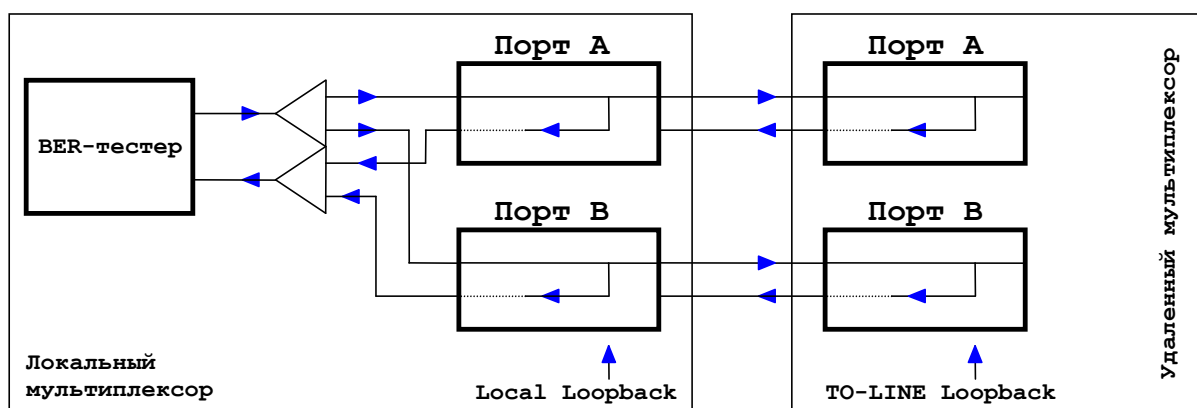 Порт A
Порт A
BER-тестер
Порт B
Порт B
Удаленный мультиплексор
Локальный
мультиплексор
Local Loopback
TO-LINE Loopback